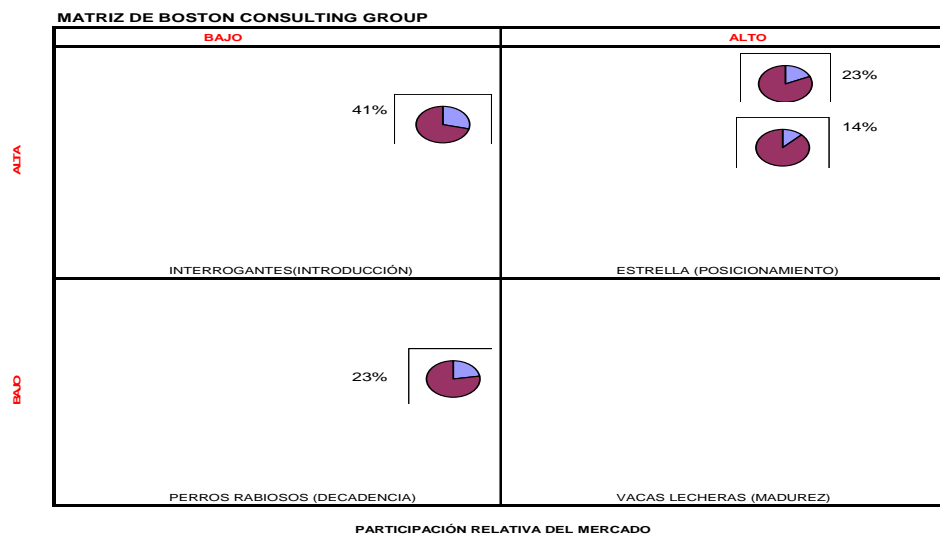 MATRIZ DE BOSTON CONSULTING GROUP
BAJO
ALTO
23%
41%
14%
ALTA
INTERROGANTES(INTRODUCCIÓN)
ESTRELLA (POSICIONAMIENTO)
23%
BAJO
PERROS RABIOSOS (DECADENCIA)
VACAS LECHERAS (MADUREZ)
PARTICIPACIÓN RELATIVA DEL MERCADO